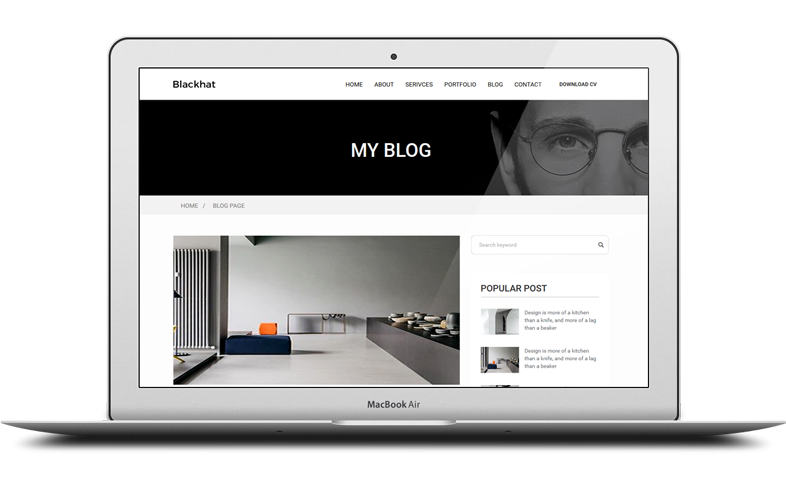 Blackhat
HOME ABOUT SERIVCES PORTFOLIO BLOG CONTACT DOWNLOAD CV
MY BLOG
HOME / BLOG PAGE
Search keyword
POPULAR POST
Design is more of a kitchen
than a knife, and more of a lag
than a beaker
Design is more of a kitchen
than a knife, and more of a lag
than a beaker
MacBook Air